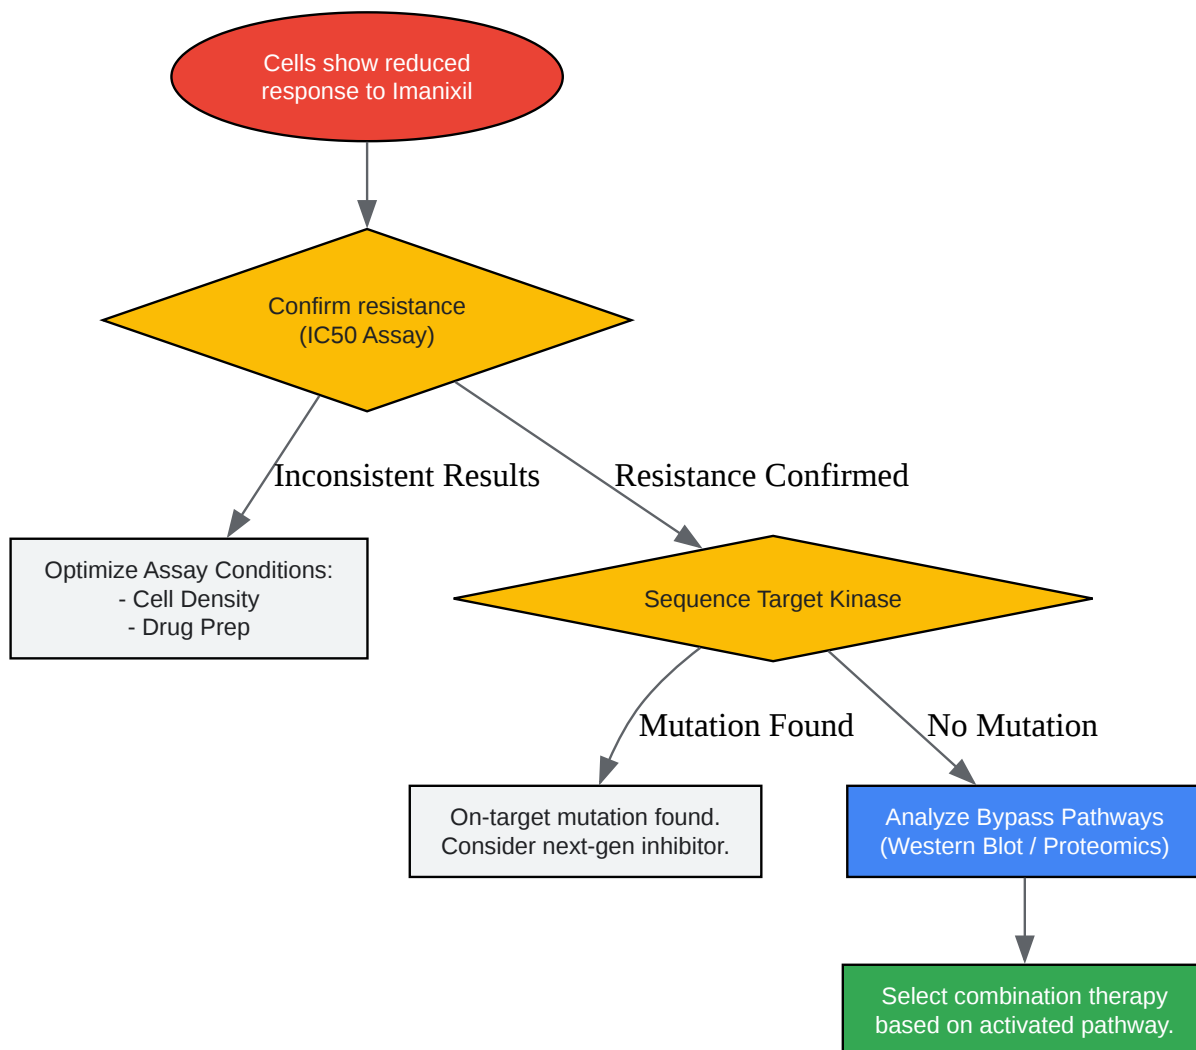 Cells show reduced
response to Imanixil
Confirm resistance
(IC50 Assay)
Inconsistent Results
Resistance Confirmed
Optimize Assay Conditions:
- Cell Density
- Drug Prep
Sequence Target Kinase
Mutation Found
No Mutation
On-target mutation found.
Consider next-gen inhibitor.
Analyze Bypass Pathways
(Western Blot / Proteomics)
Select combination therapy
based on activated pathway.